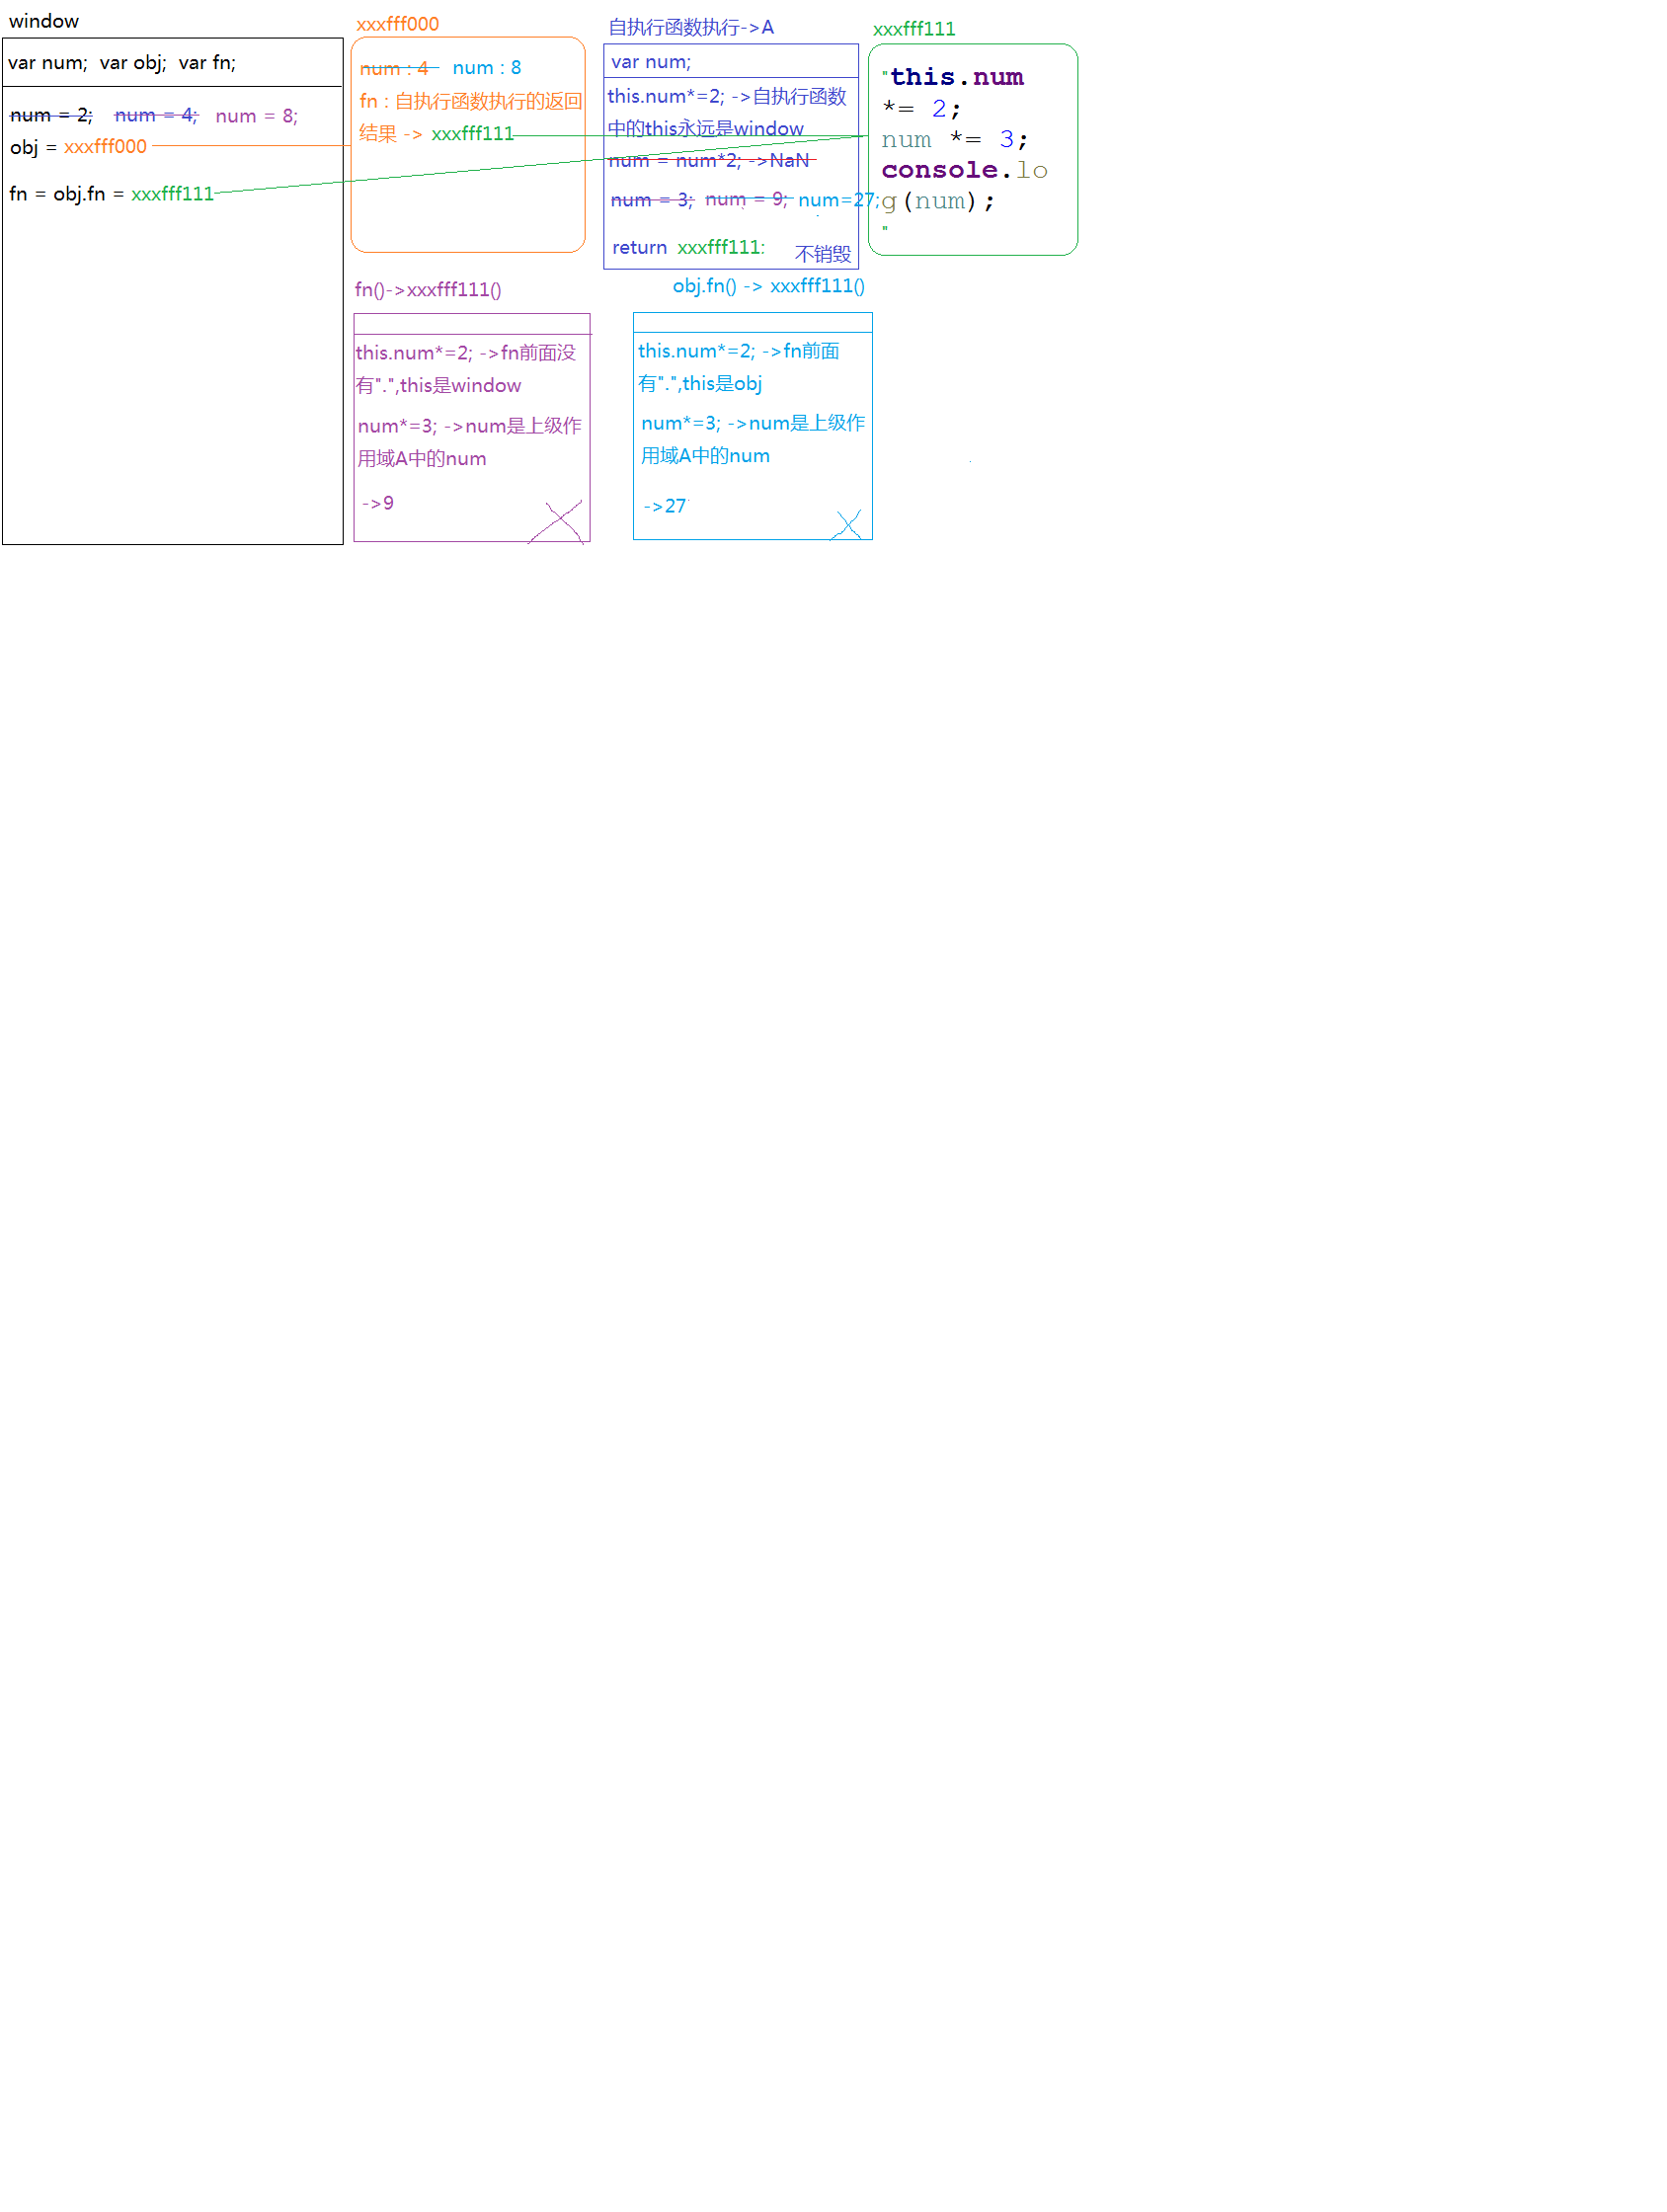 window
var num;  var obj;  var fn;
num = 2;  num = 4;  num = 8;
obj = xxxfff000
fn = obj.fn = xxxfff111
xxxfff000
num : 4  num : 8
fn : 自执行函数执行的返回
结果 -> xxxfff111
自执行函数执行->A
var num;
this.num*=2; ->自执行函数
中的this永远是window
num = num*2; ->NaN
num = 3;  num = 9;  num=27;
return  xxxfff111:  不销毁
xxxfff111
"this.num
*= 2;
num *= 3;
console.lo
g(num);
"
fn()->xxxfff111()
this.num*=2; ->fn前面没
有".",this是window
num*=3; ->num是上级作
用域A中的num
->9
obj.fn() -> xxxfff111()
this.num*=2; ->fn前面
有".",this是obj
num*=3; ->num是上级作
用域A中的num
->27